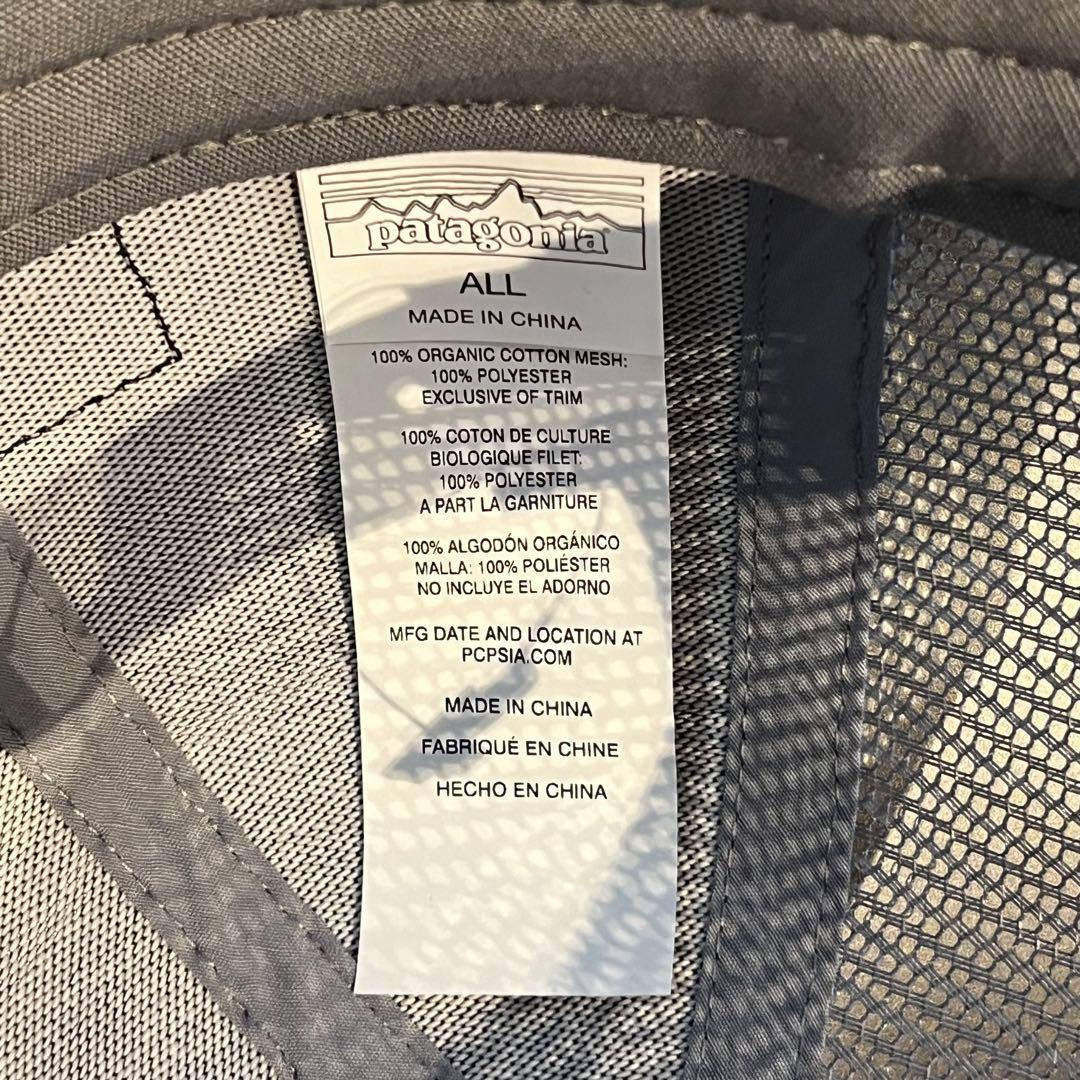 patagonia
ALL
MADE IN CHINA
100% ORGANIC COTTON MESH:
100% POLYESTER
EXCLUSIVE OF TRIM
100% COTON DE CULTURE
BIOLOGIQUE FILET:
100% POLYESTER
A PART LA GARNITURE
100% ALGODÓN ORGÁNICO
MALLA: 100% POLIÉSTER
NO INCLUYE EL ADORNO
MFG DATE AND LOCATION AT
PCPSIA.COM
MADE IN CHINA
FABRIQUÉ EN CHINE
HECHO EN CHINA